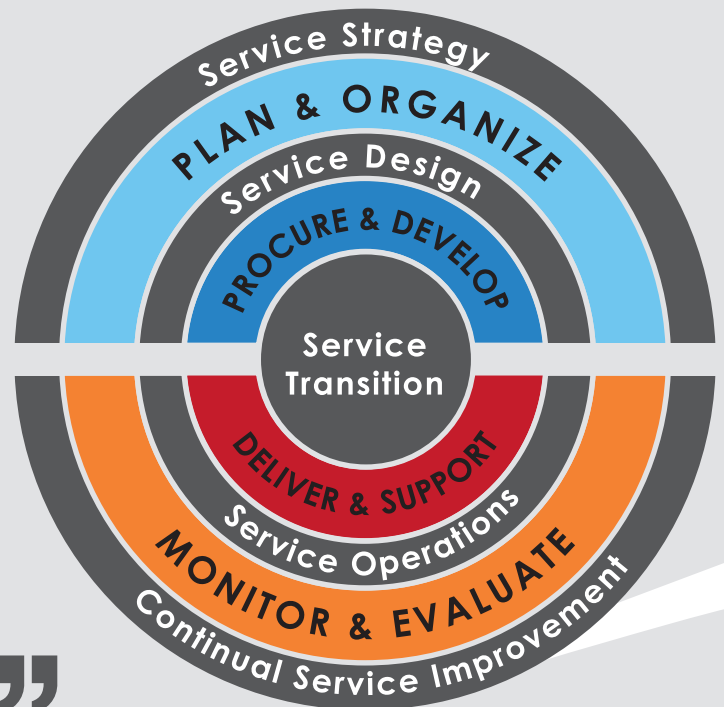 Service Strategy
PLAN & ORGANIZE
Service Design
PROCURE & DEVELOP
Service
Transition
DELIVER & SUPPORT
Service Operations
MONITOR & EVALUATE
Continual Service Improvement
”